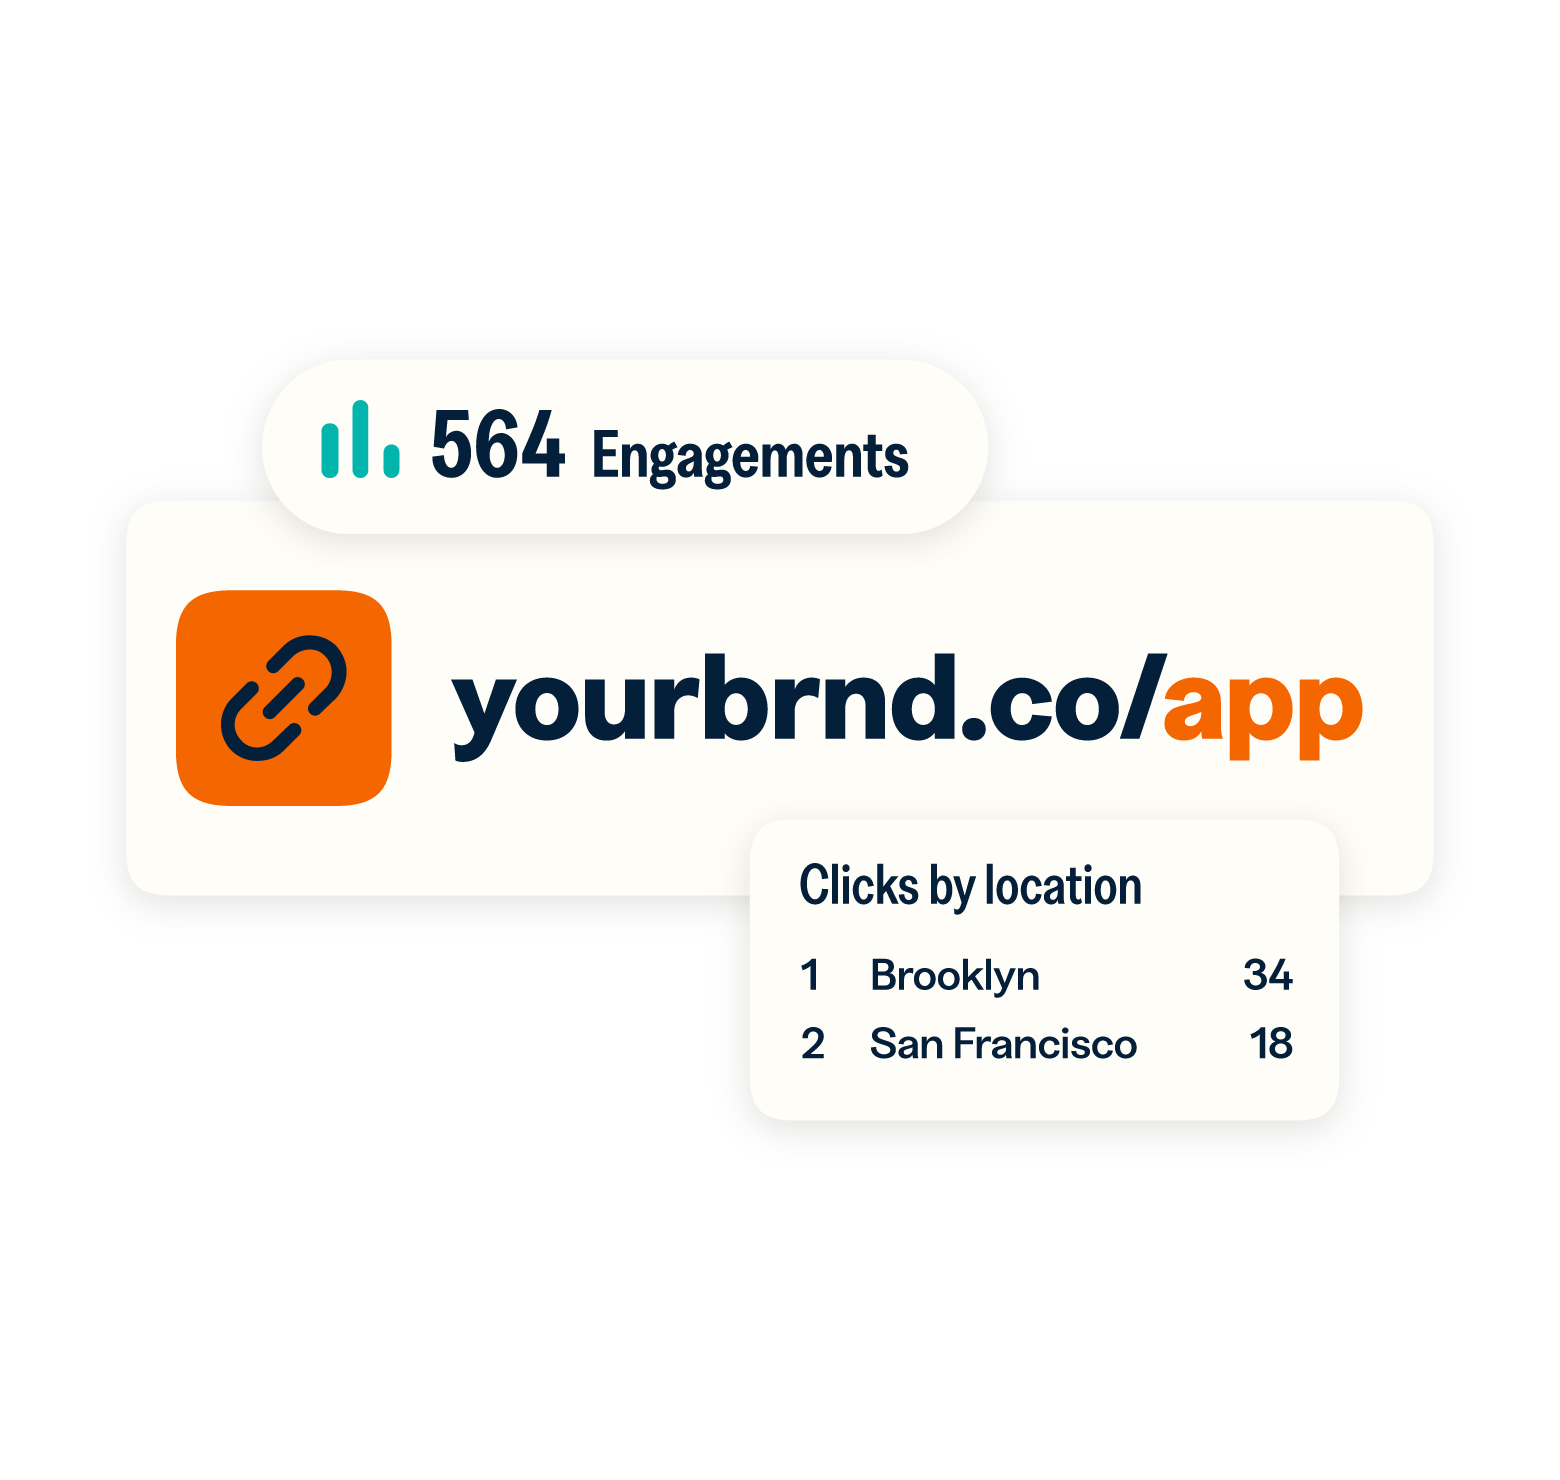 564 Engagements
yourbrnd.co/app
Clicks by location
1 Brooklyn 34
2 San Francisco 18